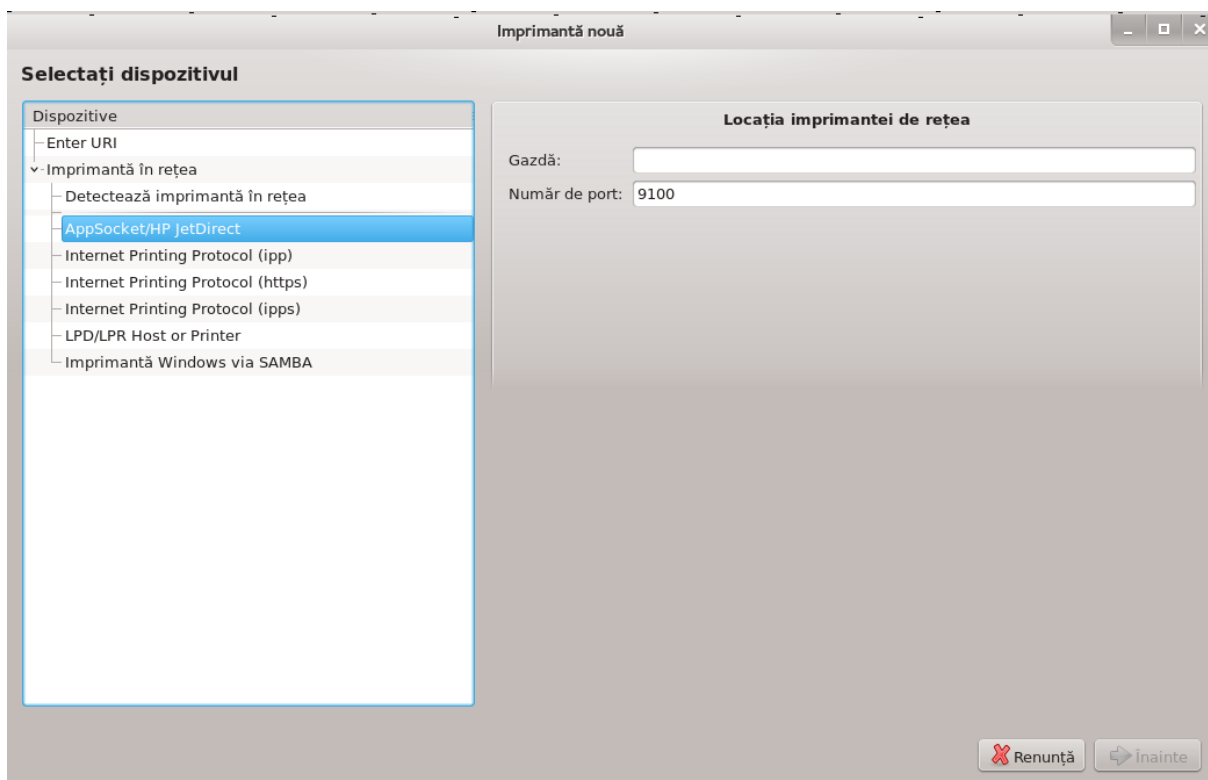 Imprimantă nouă
Selectați dispozitivul
Dispozitive
Enter URI
Imprimantă în rețea
Detectează imprimantă în rețea
AppSocket/HP JetDirect
Internet Printing Protocol (ipp)
Internet Printing Protocol (https)
Internet Printing Protocol (ipps)
LPD/LPR Host or Printer
Imprimantă Windows via SAMBA
Locația imprimantei de rețea
Gazdă:
Număr de port: 9100
Renunță
Înainte